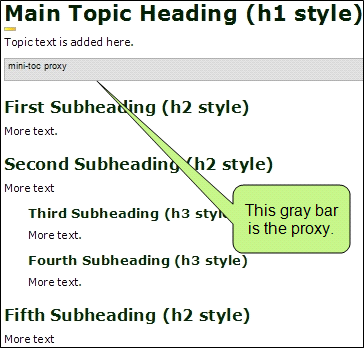 Main Topic Heading (h1 style)
Topic text is added here.
mini-toc proxy
First Subheading (h2 style)
More text.
Second Subheading (h2 style)
More text
Third Subheading (h3 style)
More text.
This gray bar
is the proxy.
Fourth Subheading (h3 style)
More text.
Fifth Subheading (h2 style)
More text